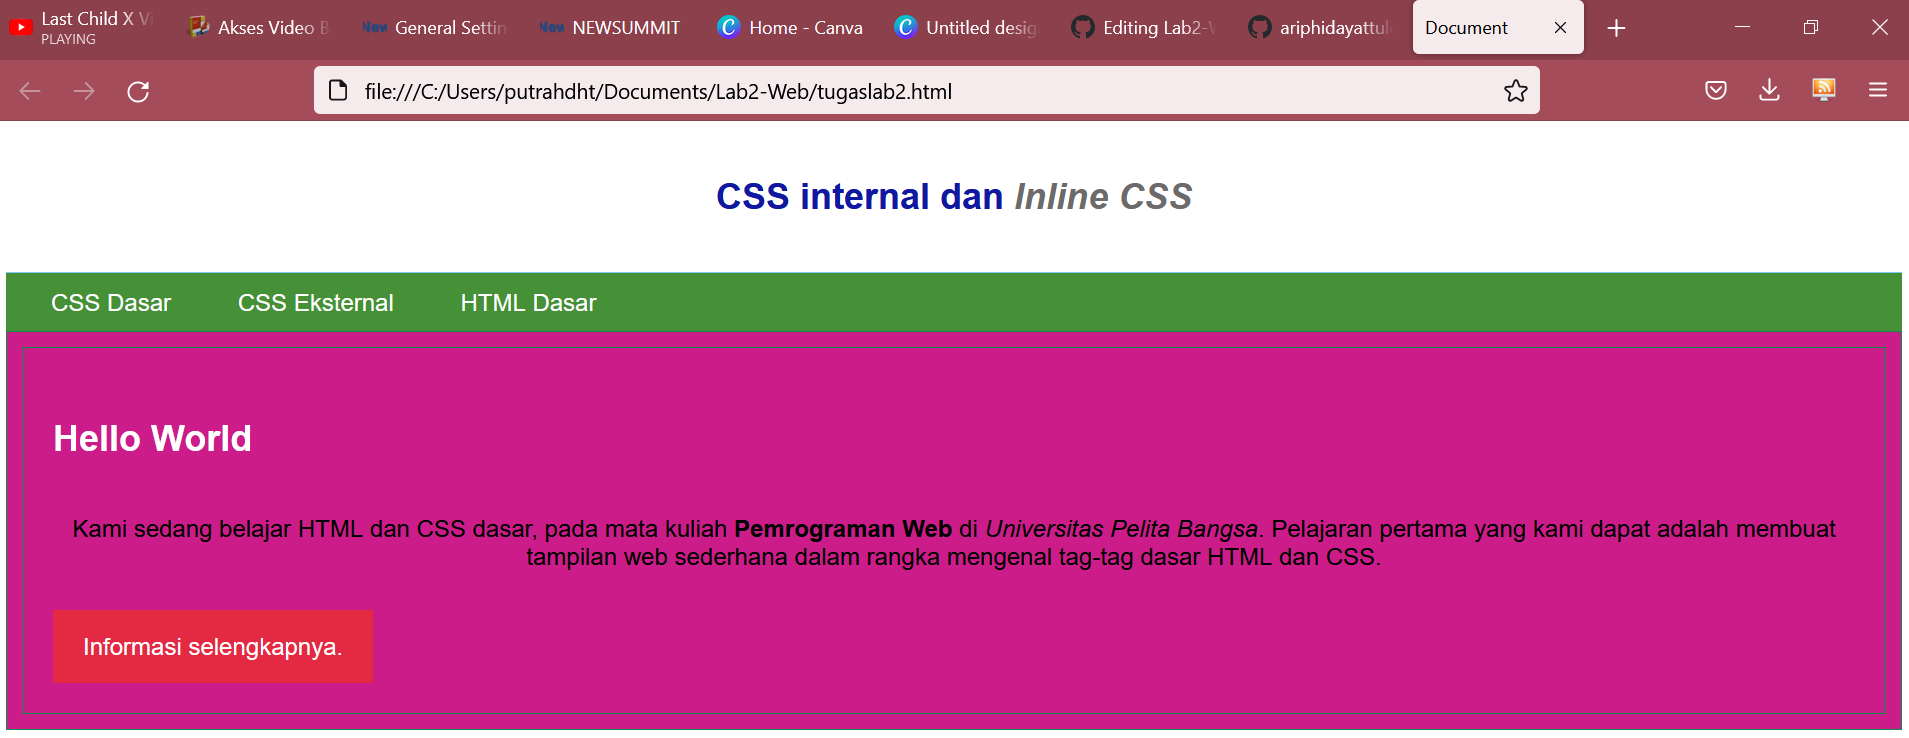 Last Child X Vi
PLAYING
Akses Video B
New General Settin
New NEWSUMMIT
Home - Canva
Untitled desig
Editing Lab2-W
ariphidayattul
Document
file:///C:/Users/putrahdht/Documents/Lab2-Web/tugaslab2.html
CSS internal dan Inline CSS
CSS Dasar CSS Eksternal HTML Dasar
Hello World
Kami sedang belajar HTML dan CSS dasar, pada mata kuliah Pemrograman Web di Universitas Pelita Bangsa. Pelajaran pertama yang kami dapat adalah membuat
tampilan web sederhana dalam rangka mengenal tag-tag dasar HTML dan CSS.
Informasi selengkapnya.